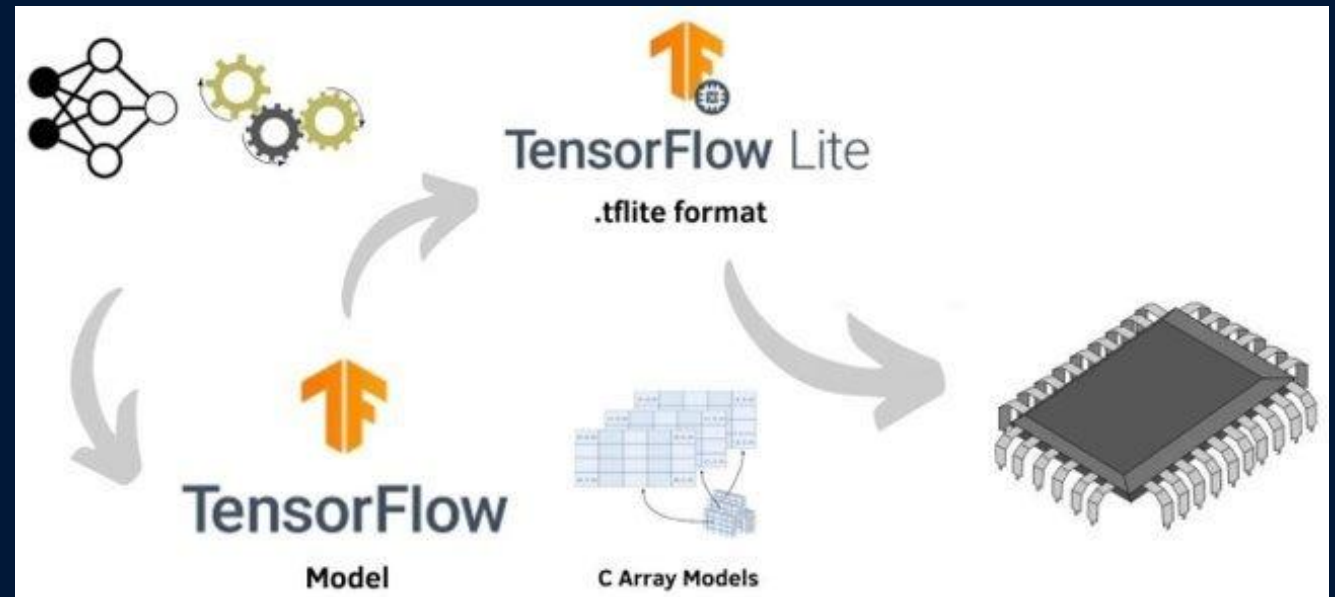 TensorFlow Lite
.tflite format
TensorFlow
Model
C Array Models